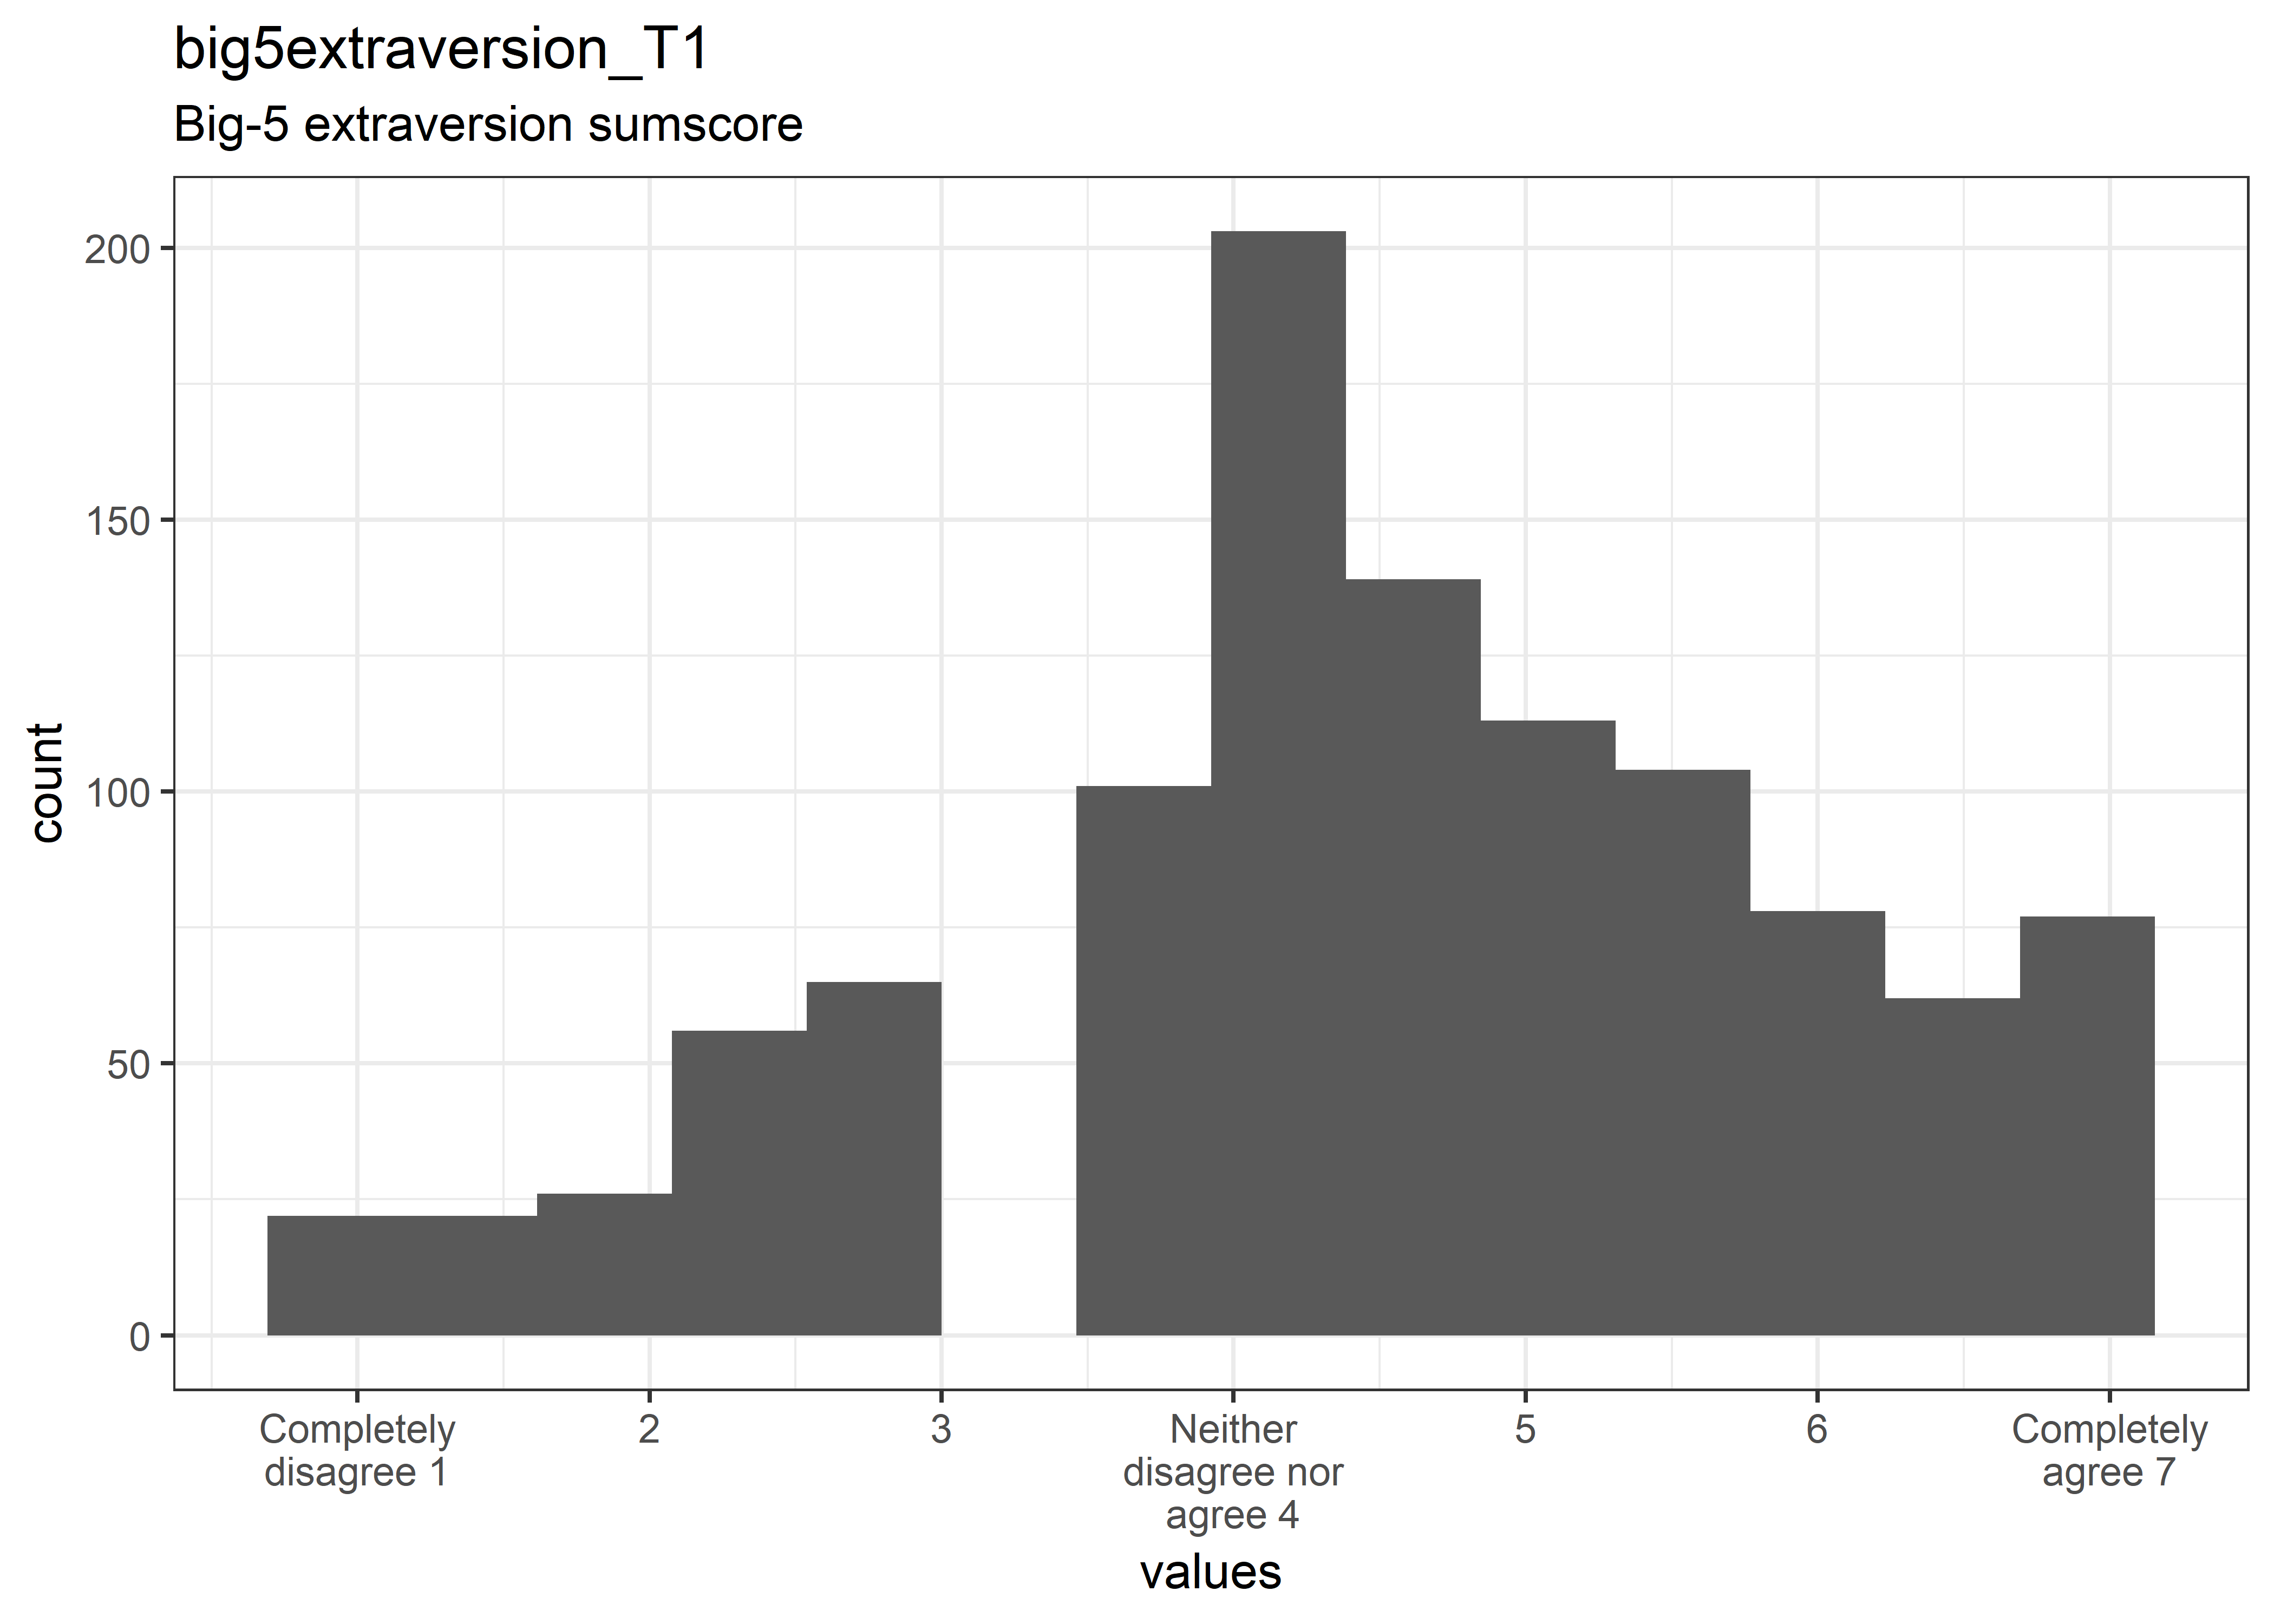 big5extraversion_T1
Big-5 extraversion sumscore
200
150
100
50
0
count
Completely
disagree 1
2
3
Neither
disagree nor
agree 4
5
6
Completely
agree 7
values